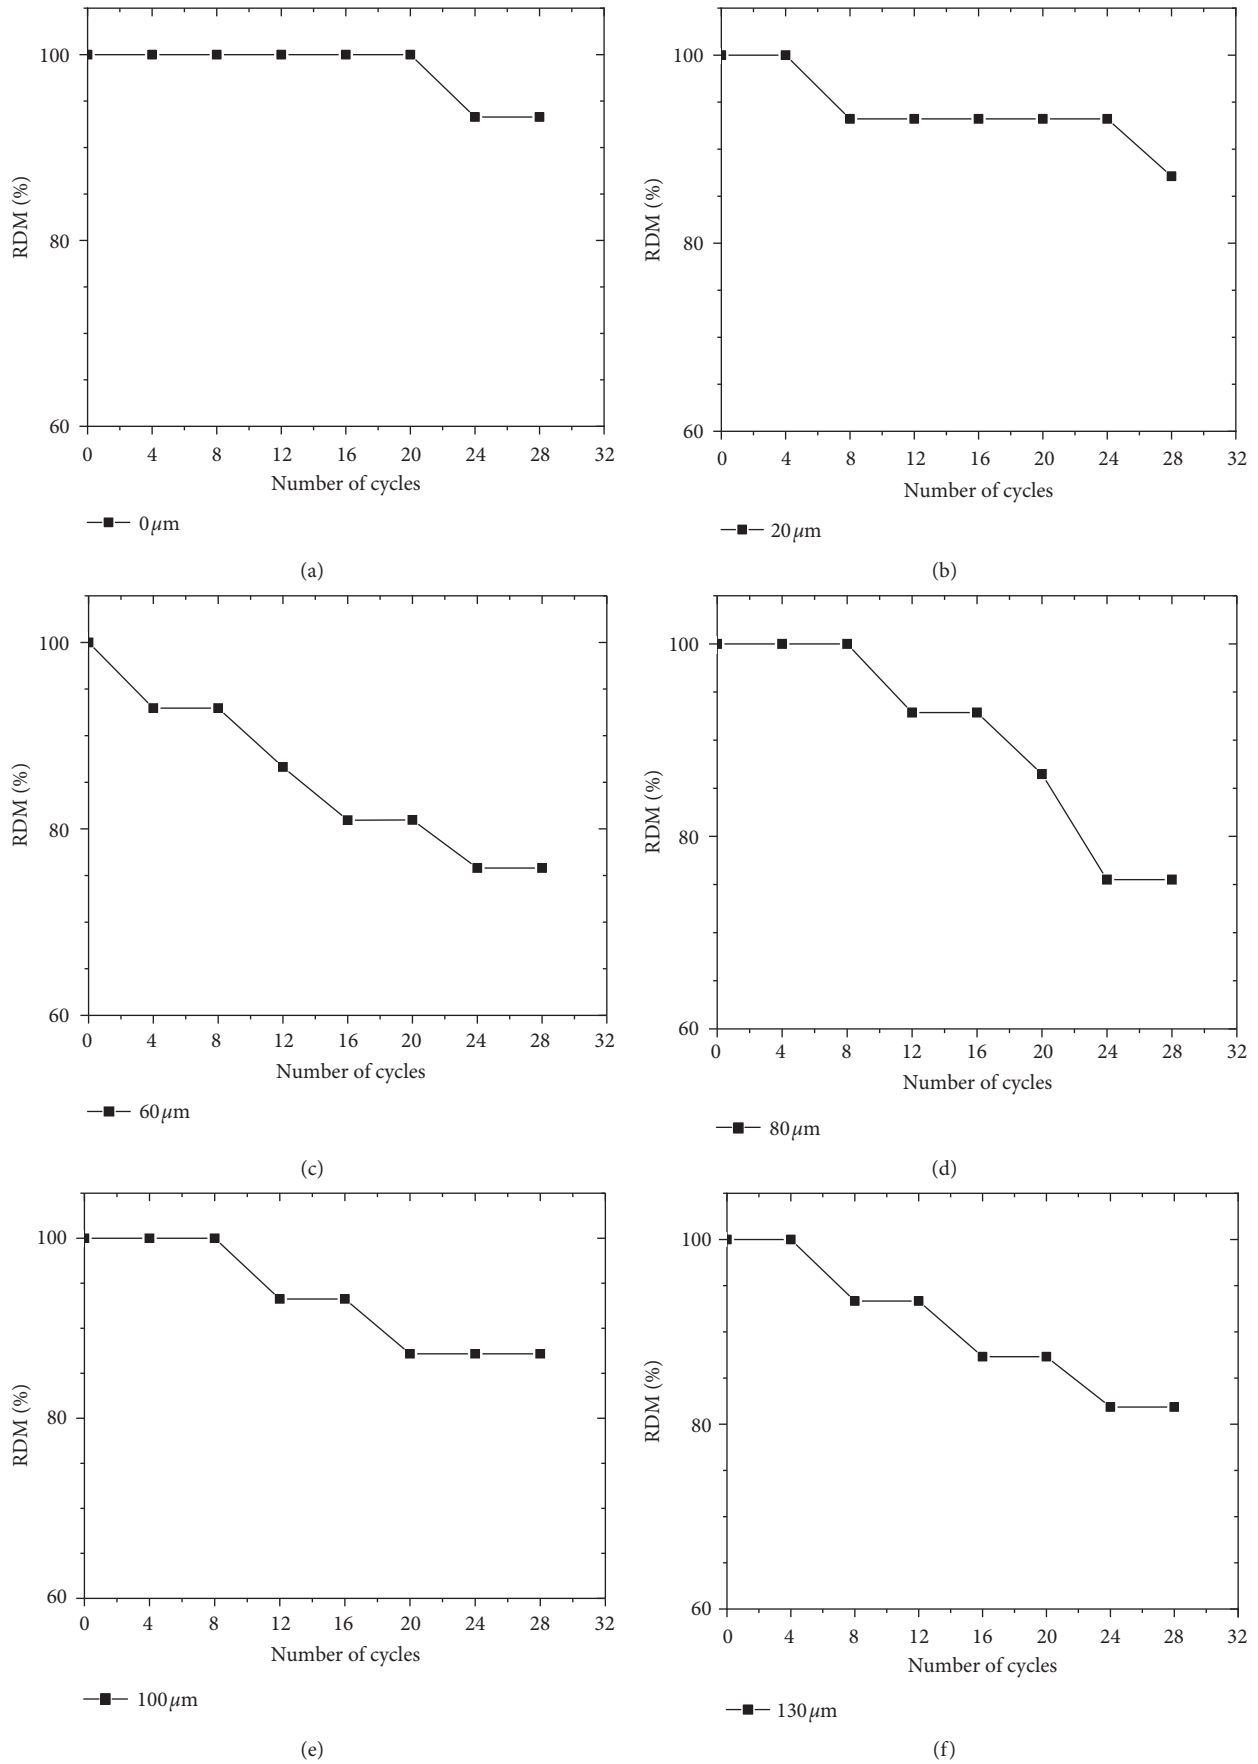 100
80
60
RDM (%)
0 4 8 12 16 20 24 28 32
Number of cycles
0 μm
(a)
100
80
60
RDM (%)
0 4 8 12 16 20 24 28 32
Number of cycles
20 μm
(b)
100
80
60
RDM (%)
0 4 8 12 16 20 24 28 32
Number of cycles
60 μm
(c)
100
80
60
RDM (%)
0 4 8 12 16 20 24 28 32
Number of cycles
80 μm
(d)
100
80
60
RDM (%)
0 4 8 12 16 20 24 28 32
Number of cycles
100 μm
(e)
100
80
60
RDM (%)
0 4 8 12 16 20 24 28 32
Number of cycles
130 μm
(f)